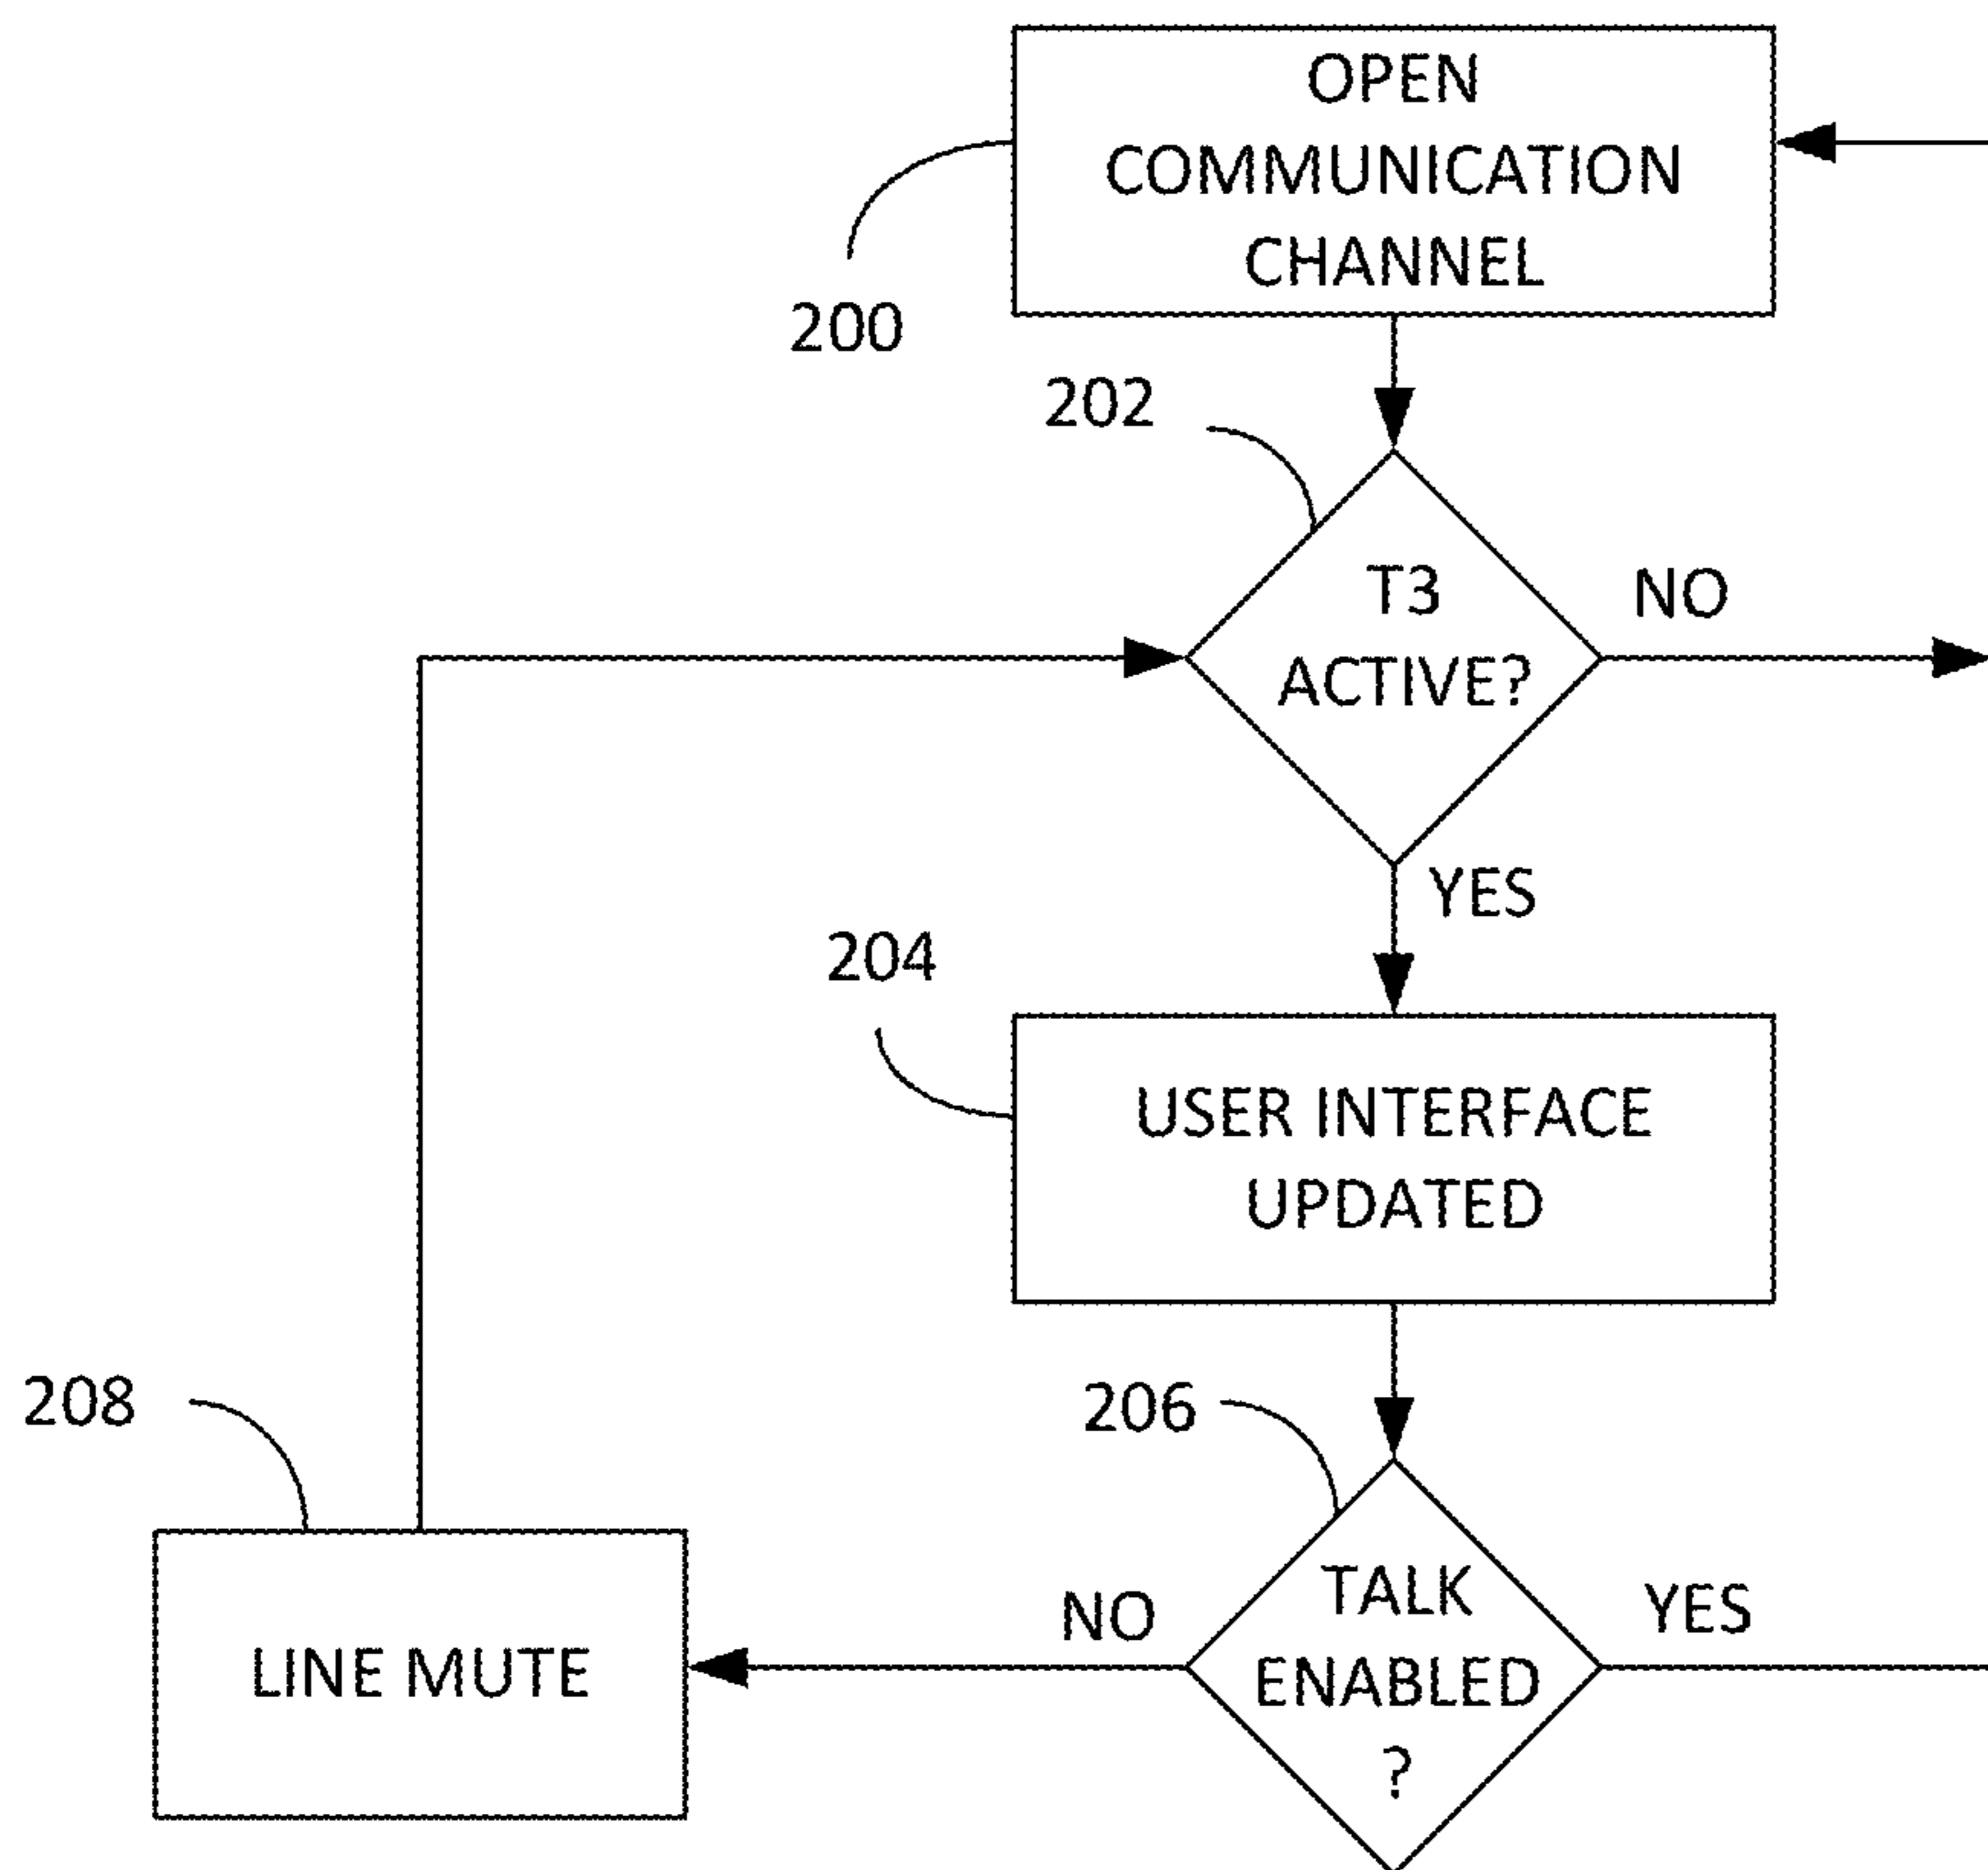 OPEN
COMMUNICATION
CHANNEL
200
202
T3
ACTIVE?
NO
YES
204
USER INTERFACE
UPDATED
208
206
LINE MUTE
NO
TALK
ENABLED
?
YES